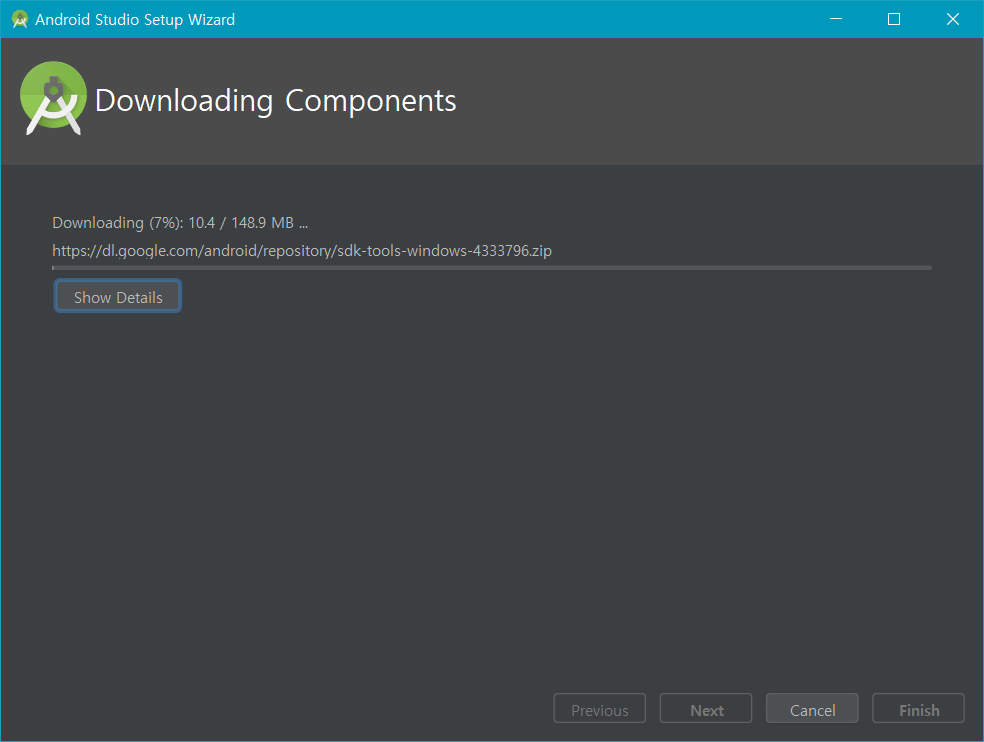 Android Studio Setup Wizard
Downloading Components
Downloading (7%): 10.4 / 148.9 MB ...
https://dl.google.com/android/repository/sdk-tools-windows-4333796.zip
Show Details
Previous Next Cancel Finish